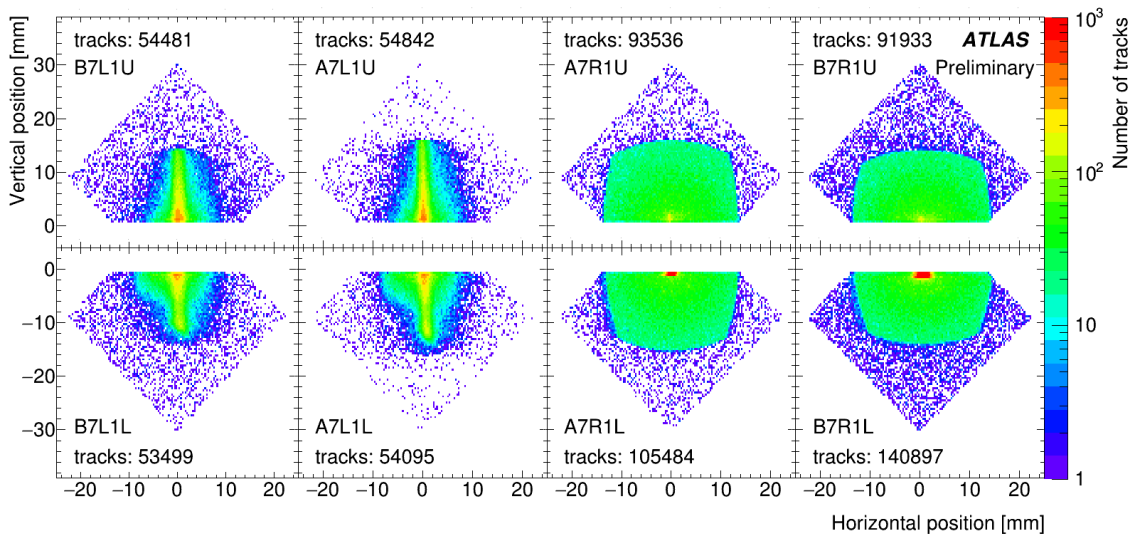 Vertical position [mm]
tracks: 54481
B7L1U
tracks: 54842
A7L1U
tracks: 93536
A7R1U
tracks: 91933
B7R1U
ATLAS
Preliminary
30
20
10
0
0
−10
−20
−30
B7L1L
tracks: 53499
A7L1L
tracks: 54095
A7R1L
tracks: 105484
B7R1L
tracks: 140897
−20 −10 0 10 20
−20 −10 0 10 20
−20 −10 0 10 20
−20 −10 0 10 20
Horizontal position [mm]
10³
10²
10
1
Number of tracks